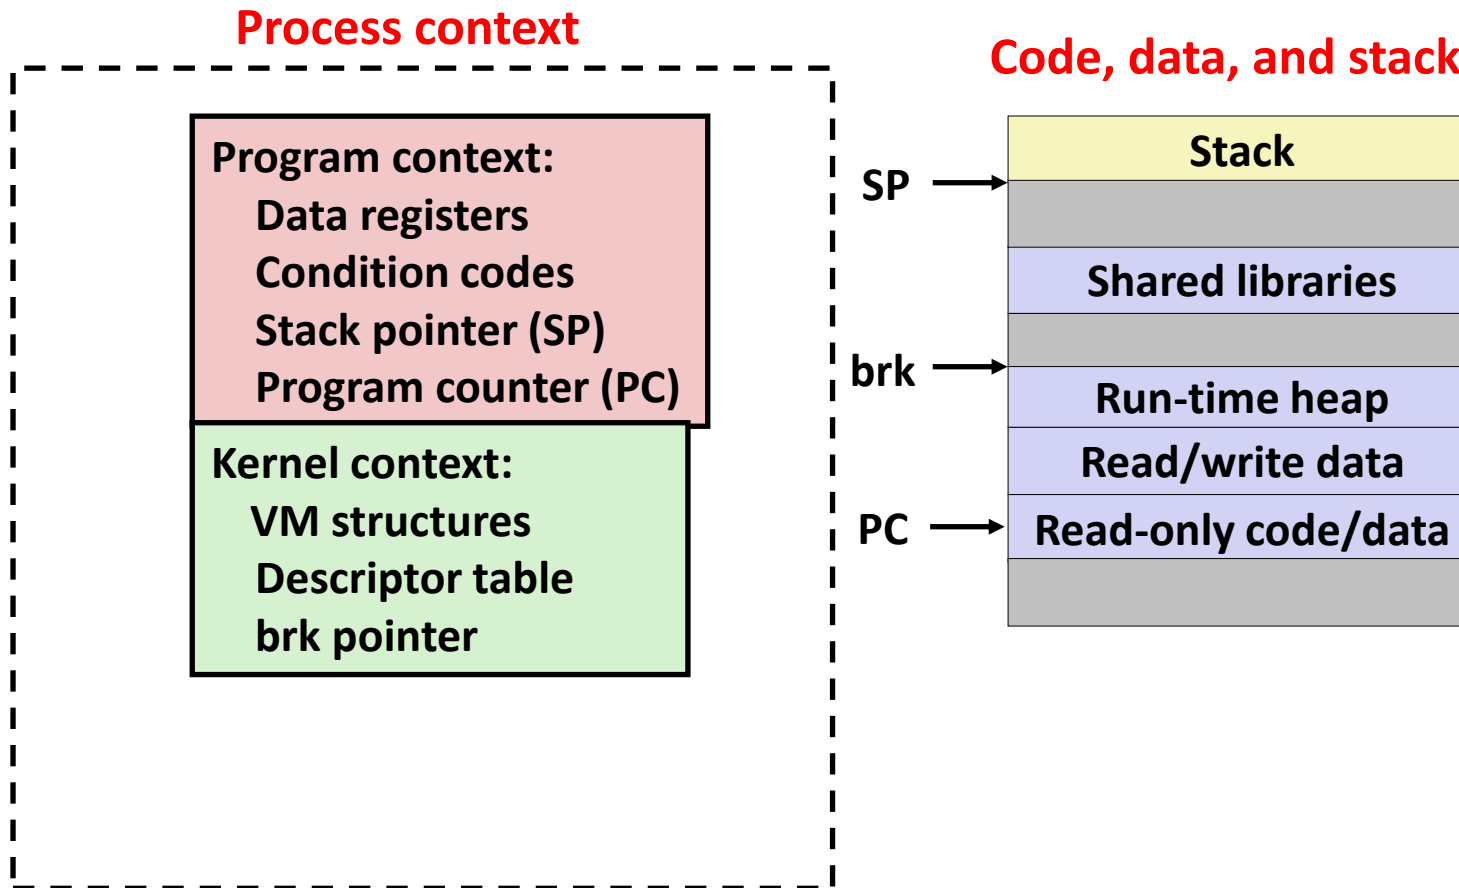 Process context
Program context:
Data registers
Condition codes
Stack pointer (SP)
Program counter (PC)
Kernel context:
VM structures
Descriptor table
brk pointer
Code, data, and stack
Stack
SP
Shared libraries
brk
Run-time heap
Read/write data
PC
Read-only code/data